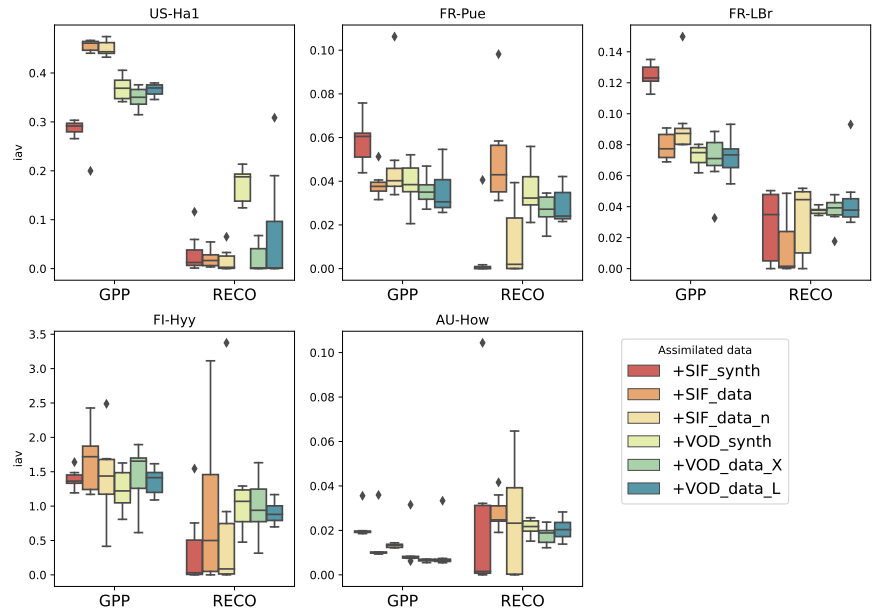 US-Ha1
FR-Pue
FR-LBr
0.4
0.3
0.2
0.1
0.0
iav
GPP
RECO
0.10
0.08
0.06
0.04
0.02
0.00
GPP
RECO
0.14
0.12
0.10
0.08
0.06
0.04
0.02
0.00
GPP
RECO
FI-Hyy
AU-How
3.5
3.0
2.5
2.0
1.5
1.0
0.5
0.0
iav
GPP
RECO
0.10
0.08
0.06
0.04
0.02
0.00
GPP
RECO
Assimilated data
+SIF_synth
+SIF_data
+SIF_data_n
+VOD_synth
+VOD_data_X
+VOD_data_L